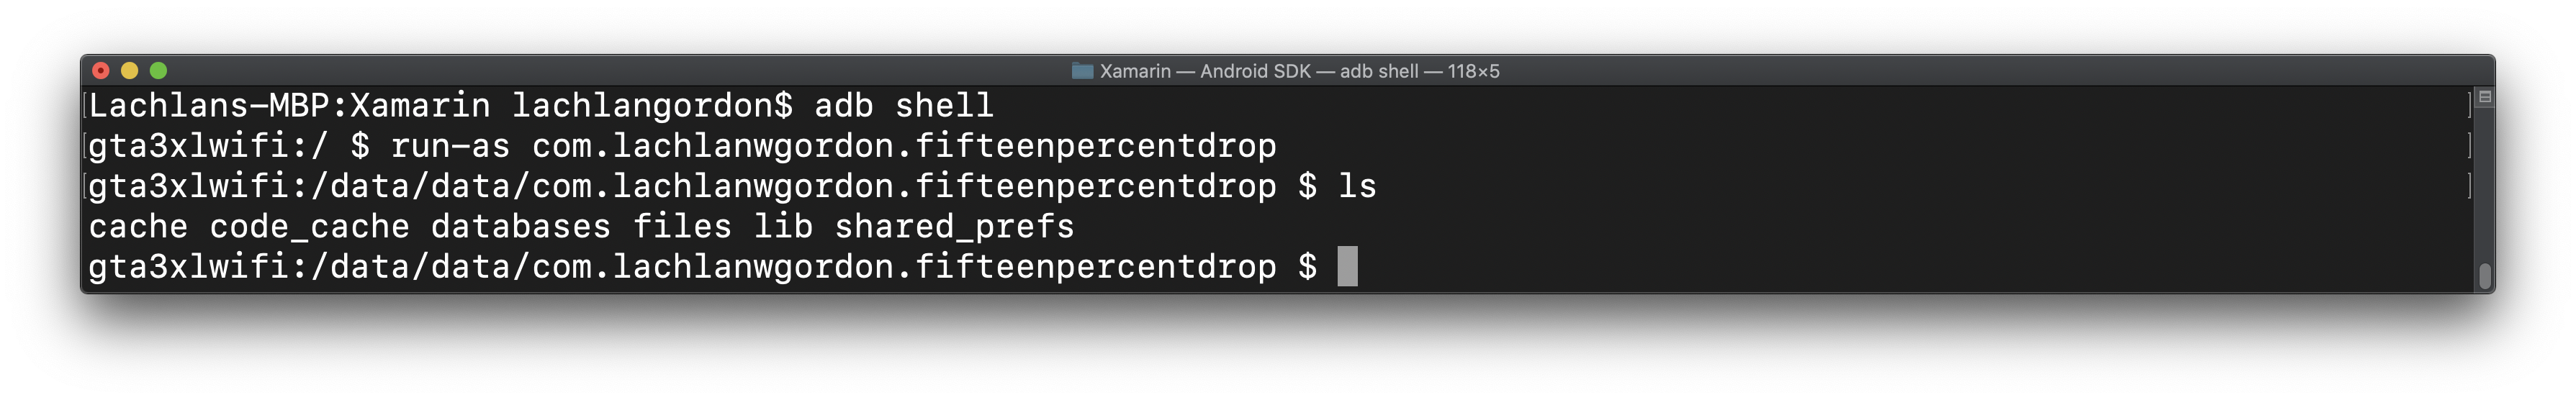 Xamarin — Android SDK — adb shell — 118×5
[Lachlans-MBP:Xamarin lachlangordon$ adb shell ]
[gta3xlwifi:/ $ run-as com.lachlanwgordon.fifteenpercentdrop ]
[gta3xlwifi:/data/data/com.lachlanwgordon.fifteenpercentdrop $ ls ]
cache code_cache databases files lib shared_prefs
gta3xlwifi:/data/data/com.lachlanwgordon.fifteenpercentdrop $